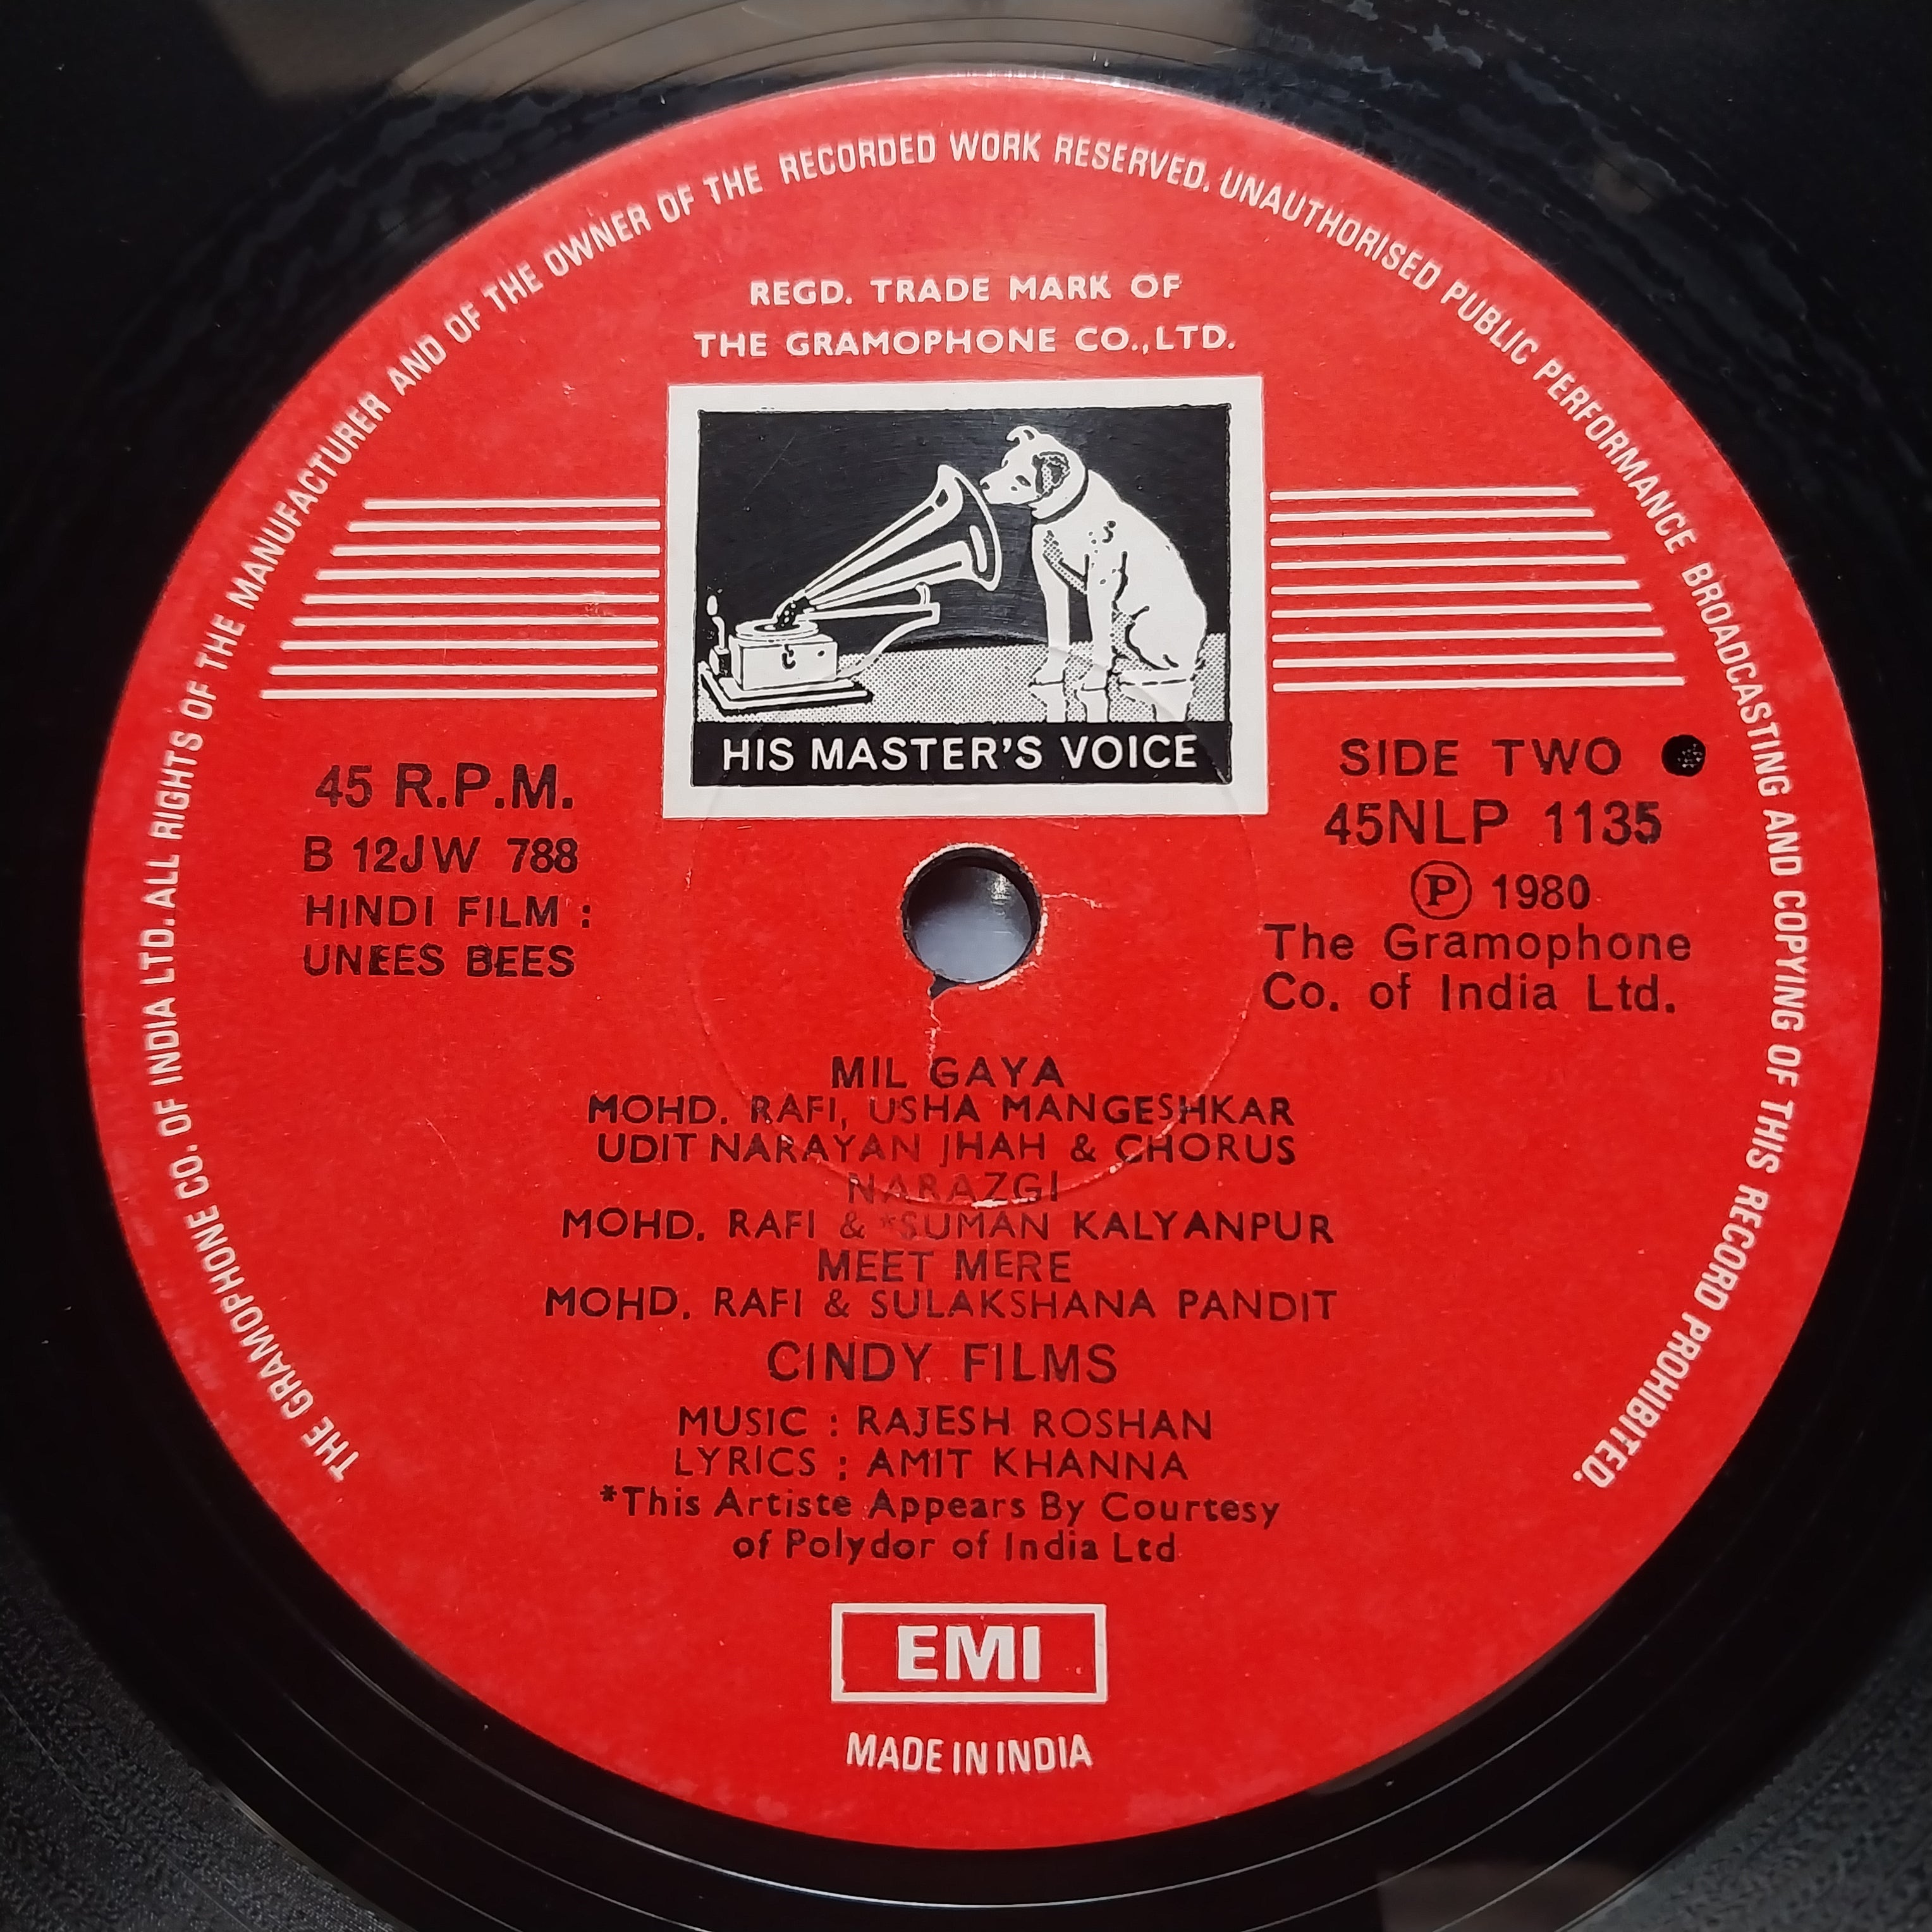 THE GRAMOPHONE CO. OF INDIA LTD. ALL RIGHTS OF THE MANUFACTURER AND OF THE OWNER OF THE RECORDED WORK RESERVED. UNAUTHORISED PUBLIC PERFORMANCE BROADCASTING AND COPYING OF THIS RECORD PROHIBITED.
REGD. TRADE MARK OF
THE GRAMOPHONE CO.,LTD.
HIS MASTER'S VOICE
45 R.P.M.
B 12JW 788
HINDI FILM :
UNEES BEES
SIDE TWO
45NLP 1135
Ⓟ 1980
The Gramophone
Co. of India Ltd.
MIL GAYA
MOHD. RAFI, USHA MANGESHKAR
UDIT NARAYAN JHAH & CHORUS
NARAZGI
MOHD. RAFI & *SUMAN KALYANPUR
MEET MERE
MOHD. RAFI & SULAKSHANA PANDIT
CINDY FILMS
MUSIC : RAJESH ROSHAN
LYRICS : AMIT KHANNA
*This Artiste Appears By Courtesy
of Polydor of India Ltd
EMI
MADE IN INDIA